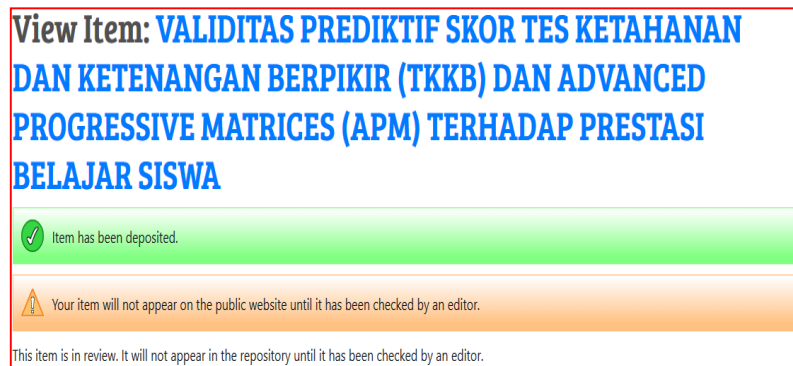 View Item: VALIDITAS PREDIKTIF SKOR TES KETAHANAN
DAN KETENANGAN BERPIKIR (TKKB) DAN ADVANCED
PROGRESSIVE MATRICES (APM) TERHADAP PRESTASI
BELAJAR SISWA
Item has been deposited.
Your item will not appear on the public website until it has been checked by an editor.
This item is in review. It will not appear in the repository until it has been checked by an editor.